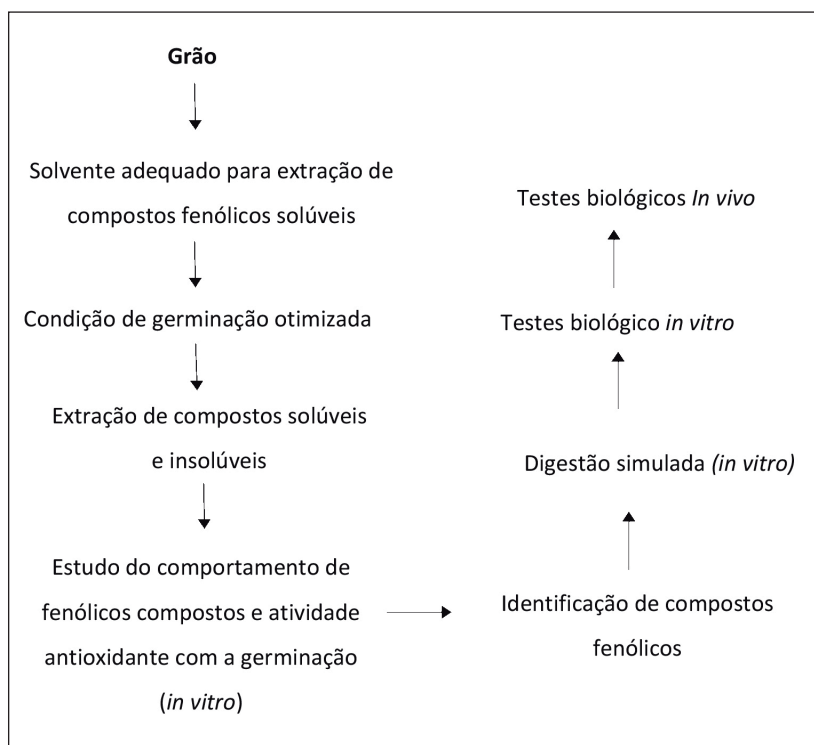 Grão
Solvente adequado para extração de
compostos fenólicos solúveis
Condição de germinação otimizada
Extração de compostos solúveis
e insolúveis
Estudo do comportamento de
fenólicos compostos e atividade
antioxidante com a germinação
(in vitro)
Identificação de compostos
fenólicos
Digestão simulada (in vitro)
Testes biológico in vitro
Testes biológicos In vivo